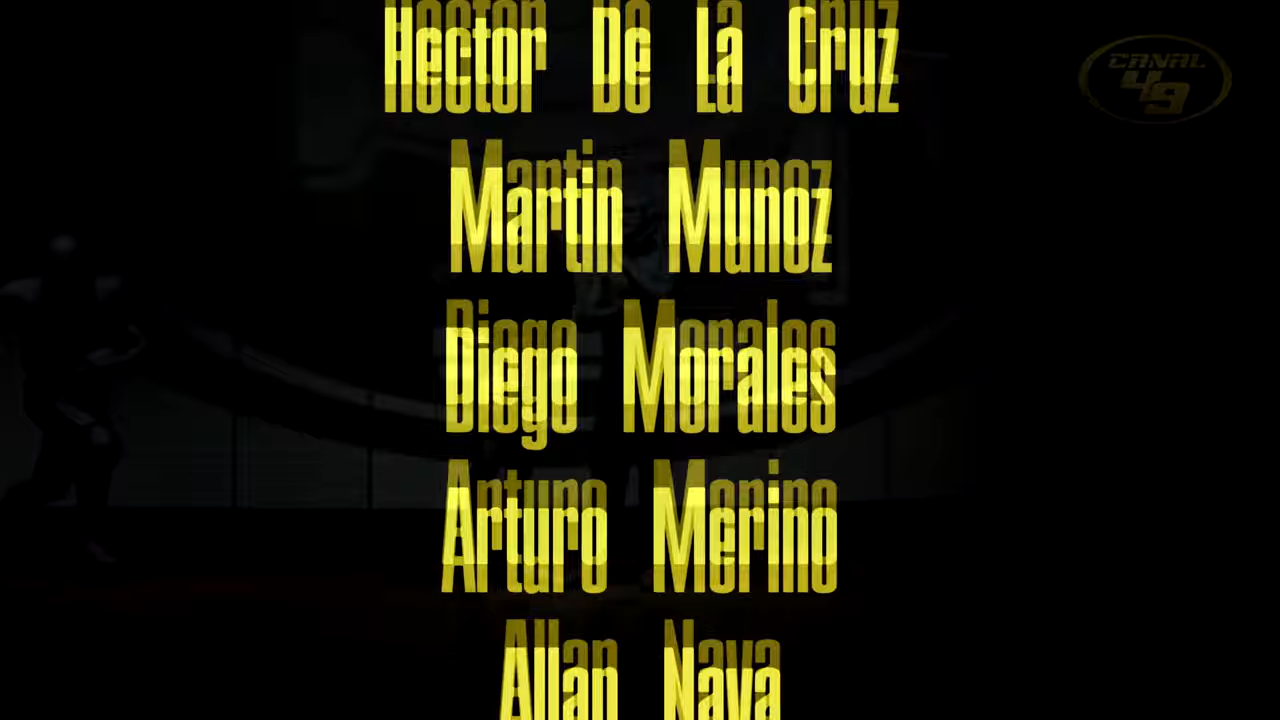 Hector De La Cruz
CANAL
49
Martin Munoz
Diego Morales
Arturo Merino
Allan Nava